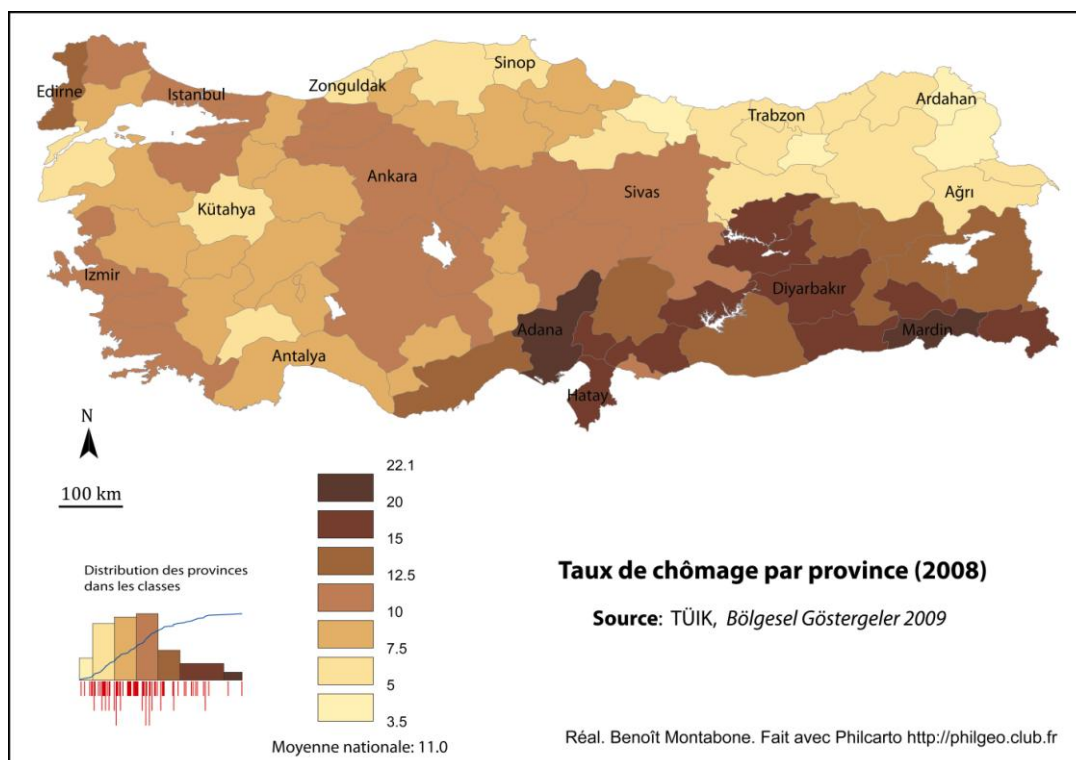 Edirne
Istanbul
Zonguldak
Sinop
Trabzon
Ardahan
Ankara
Sivas
Ağrı
Kütahya
Izmir
Diyarbakır
Adana
Mardin
Antalya
Hatay
N
100 km
22.1
20
15
12.5
10
7.5
5
3.5
Distribution des provinces
dans les classes
Moyenne nationale: 11.0
Taux de chômage par province (2008)
Source: TÜIK, Bölgesel Göstergeler 2009
Réal. Benoît Montabone. Fait avec Philcarto http://philgeo.club.fr